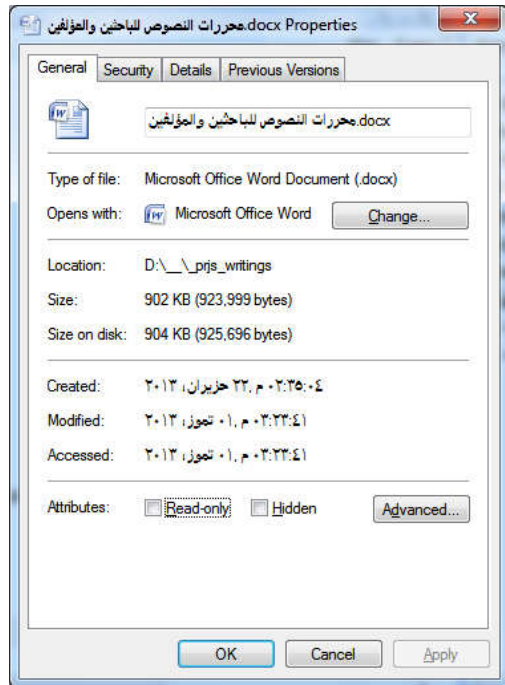 محررات النصوص للباحثين والمؤلفين.docx Properties
General Security Details Previous Versions
محررات النصوص للباحثين والمؤلفين.docx
Type of file: Microsoft Office Word Document (.docx)
Opens with: Microsoft Office Word Change...
Location: D:\__\_prjs_writings
Size: 902 KB (923,999 bytes)
Size on disk: 904 KB (925,696 bytes)
Created: ٠٢:٣٥:٠٤ م ,٢٢ حزيران، ٢٠١٣
Modified: ٠٣:٢٣:٤١ م ,٠١ تموز، ٢٠١٣
Accessed: ٠٣:٢٣:٤١ م ,٠١ تموز، ٢٠١٣
Attributes: Read-only Hidden Advanced...
OK Cancel Apply